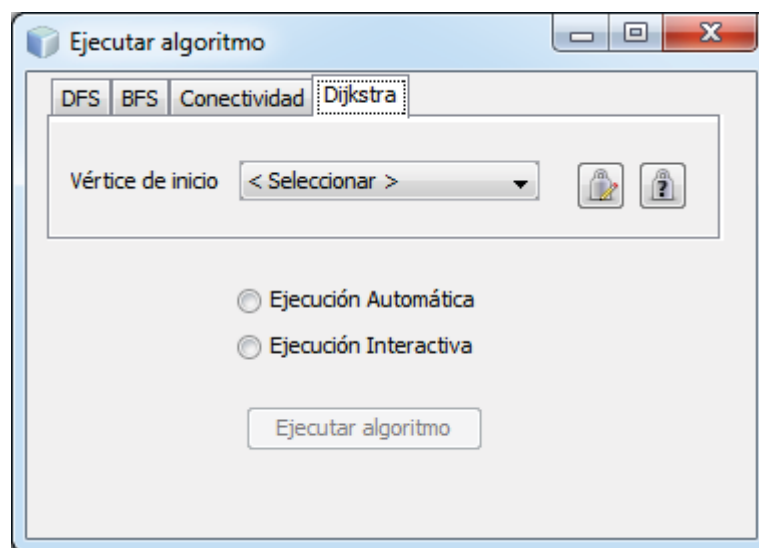 Ejecutar algoritmo
DFS BFS Conectividad Dijkstra
Vértice de inicio < Seleccionar > ?
Ejecución Automática
Ejecución Interactiva
Ejecutar algoritmo